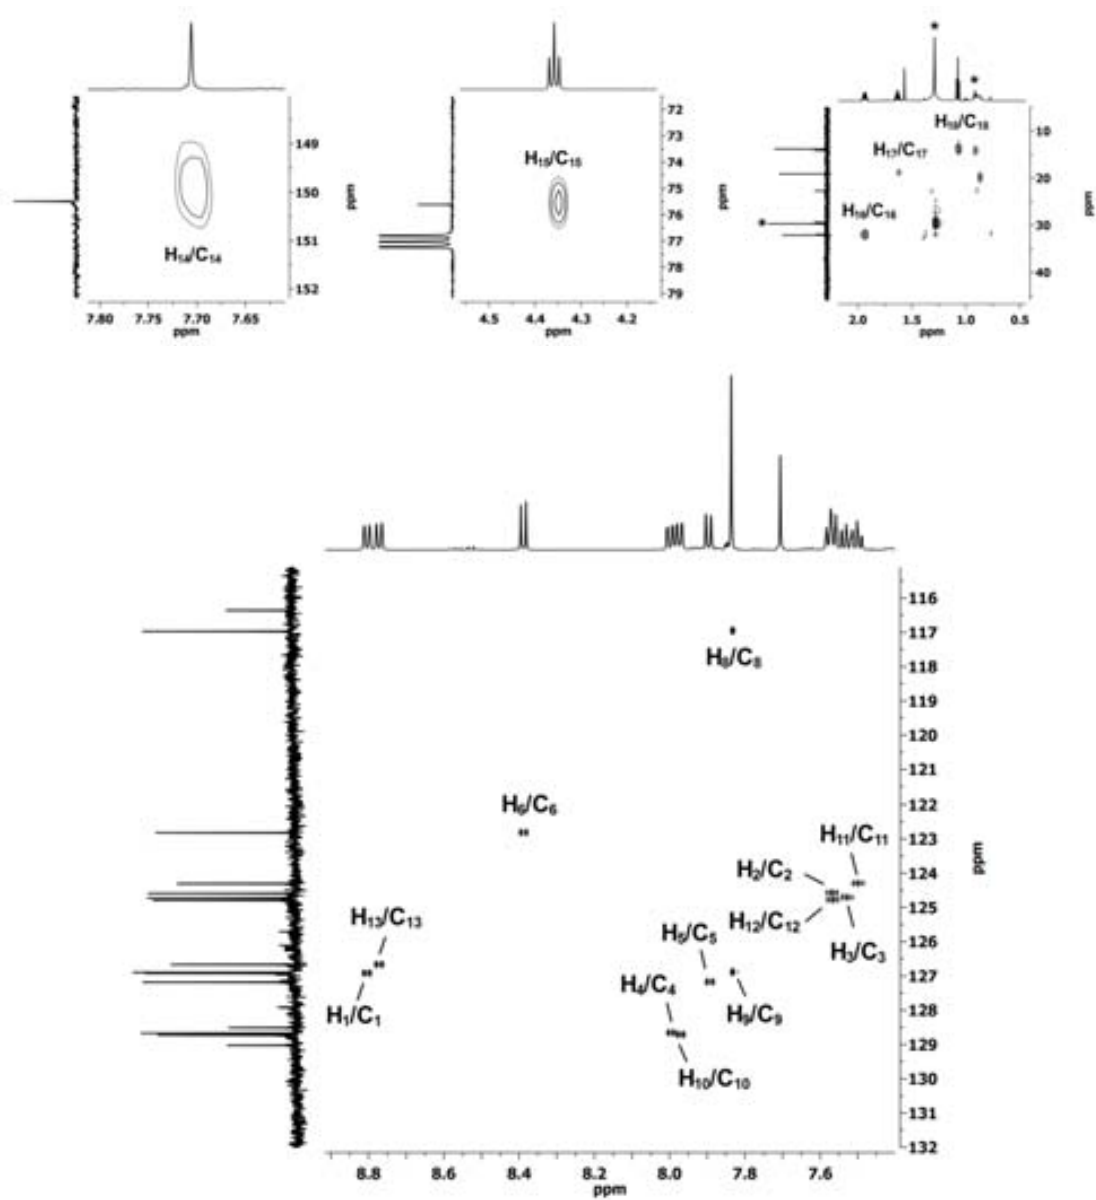 *
*
H₁₈/C₁₈
H₁₇/C₁₇
H₁₆/C₁₆
*
10
20
30
40
ppm
2.0 1.5 1.0 0.5
ppm
149
150
151
152
ppm
H₁₄/C₁₄
7.80 7.75 7.70 7.65
ppm
72
73
74
75
76
77
78
79
ppm
H₁₅/C₁₅
4.5 4.4 4.3 4.2
ppm
116
117
118
119
120
121
122
123
124
125
126
127
128
129
130
131
132
ppm
H₈/C₈
H₆/C₆
H₁₁/C₁₁
H₂/C₂
H₁₃/C₁₃
H₁₂/C₁₂
H₅/C₅
H₃/C₃
H₄/C₄
H₁/C₁
H₉/C₉
H₁₀/C₁₀
8.8 8.6 8.4 8.2 8.0 7.8 7.6
ppm